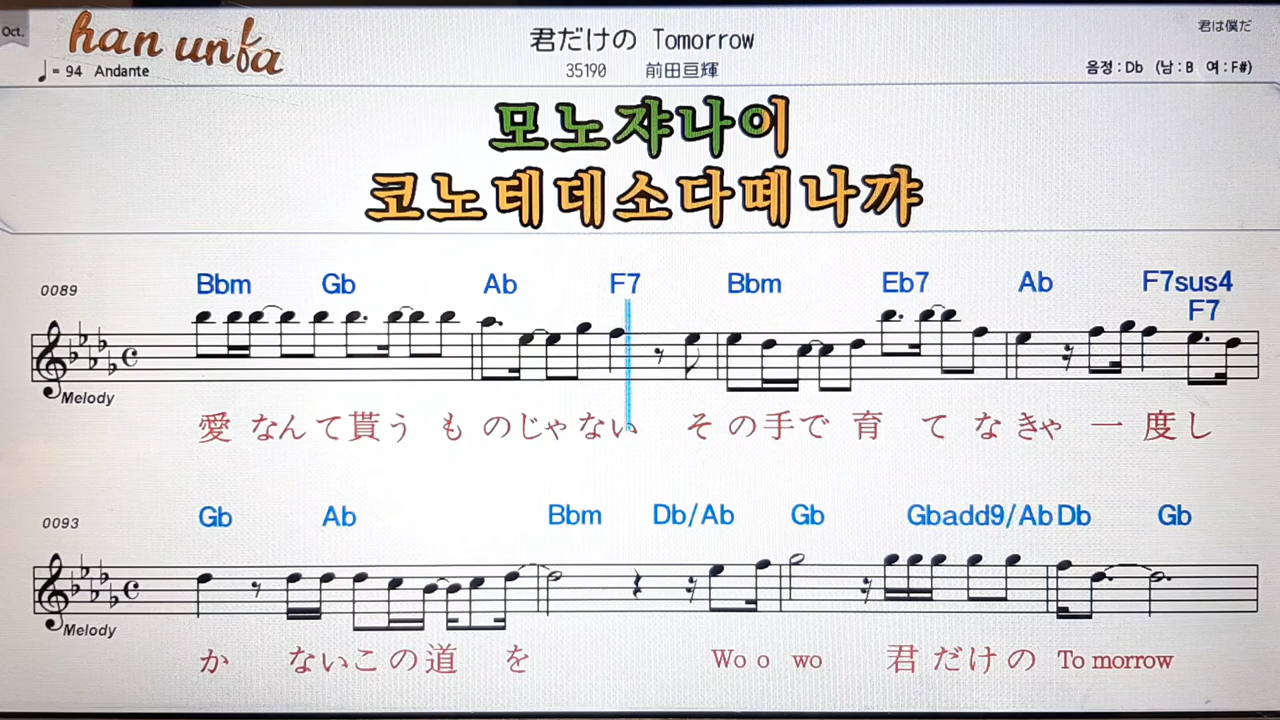 Oct.
han unfa
君だけの Tomorrow
君は僕だ
♩= 94 Andante
35190 前田亘輝
음정 : Db (남 : B 여 : F#)
모노쟈나이
코노테데소다떼나꺄
0089
Bbm Gb Ab F7 Bbm Eb7 Ab F7sus4
F7
Melody
愛 なん て 貰う も のじゃ ない そ の 手で 育 て な きゃ 一 度 し
0093
Gb Ab Bbm Db/Ab Gb Gbadd9/Ab Db Gb
Melody
か ないこ の 道 を Wo o wo 君 だけ の To morrow